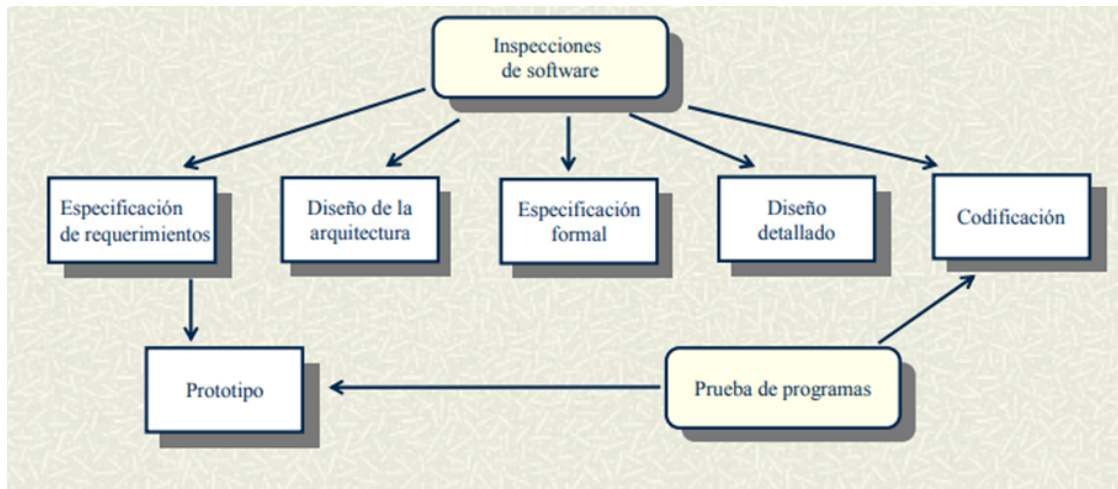 Inspecciones
de software
Especificación
de requerimientos
Diseño de la
arquitectura
Especificación
formal
Diseño
detallado
Codificación
Prototipo
Prueba de programas